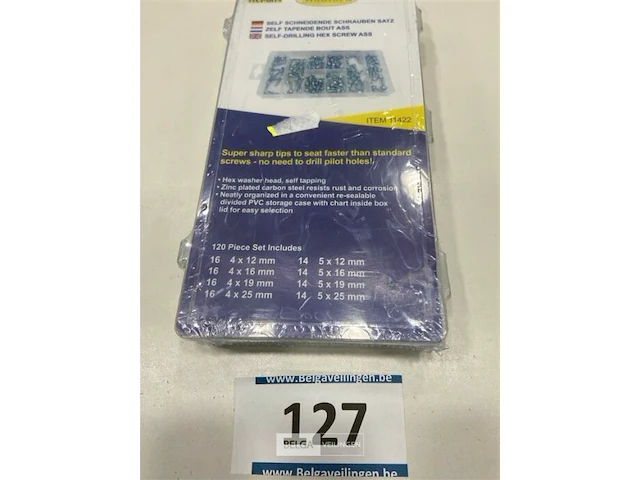 SELF SCHNEIDENDE SCHRAUBEN SATZ
ZELF TAPENDE BOUT ASS
SELF-DRILLING HEX SCREW ASS
ITEM 11422
Super sharp tips to seat faster than standard
screws - no need to drill pilot holes!
• Hex washer head, self tapping
• Zinc plated carbon steel resists rust and corrosion
• Neatly organized in a convenient re-sealable
divided PVC storage case with chart inside box
lid for easy selection
120 Piece Set Includes
16 4 x 12 mm 14 5 x 12 mm
16 4 x 16 mm 14 5 x 16 mm
16 4 x 19 mm 14 5 x 19 mm
16 4 x 25 mm 14 5 x 25 mm
www.Belgaveilingen.be
127
BELGA VEILINGEN
www.Belgaveilingen.be